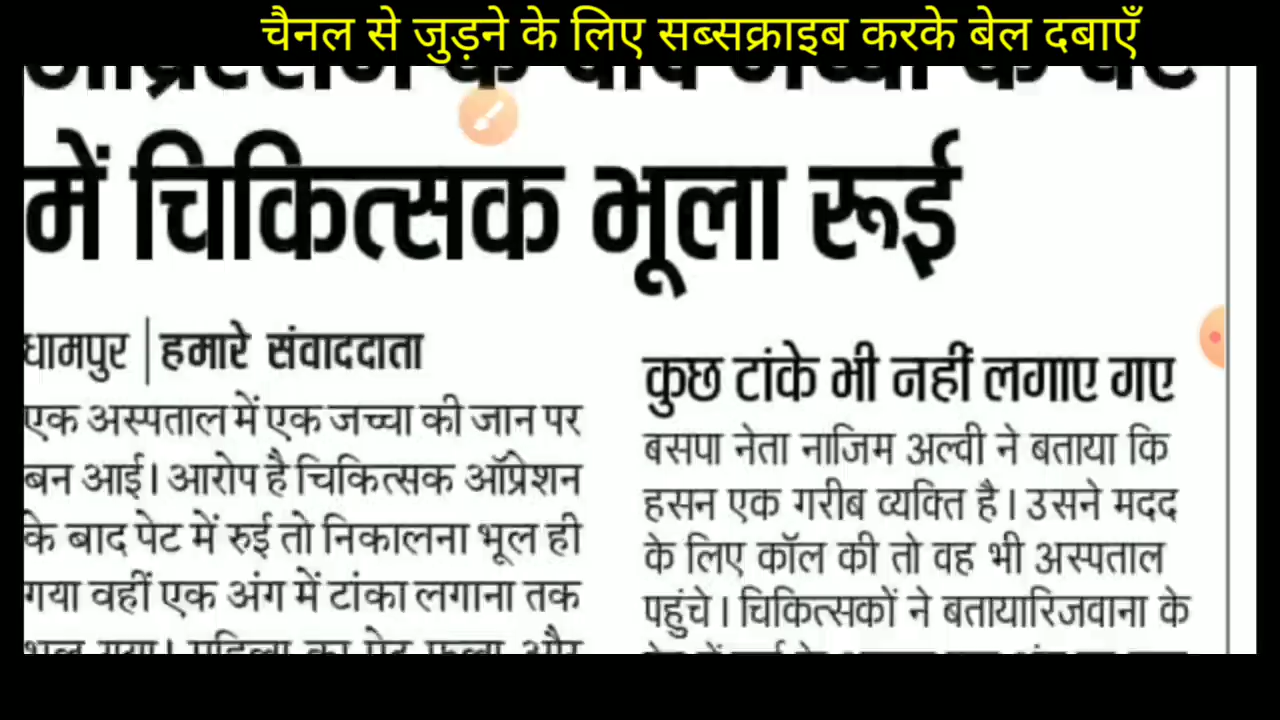 चैनल से जुड़ने के लिए सब्सक्राइब करके बेल दबाएँ
में चिकित्सक भूला रूई
धामपुर | हमारे संवाददाता
एक अस्पताल में एक जच्चा की जान पर
बन आई। आरोप है चिकित्सक ऑप्रेशन
के बाद पेट में रुई तो निकालना भूल ही
गया वहीं एक अंग में टांका लगाना तक
कुछ टांके भी नहीं लगाए गए
बसपा नेता नाजिम अल्वी ने बताया कि
हसन एक गरीब व्यक्ति है। उसने मदद
के लिए कॉल की तो वह भी अस्पताल
पहुंचे। चिकित्सकों ने बतायारिजवाना के